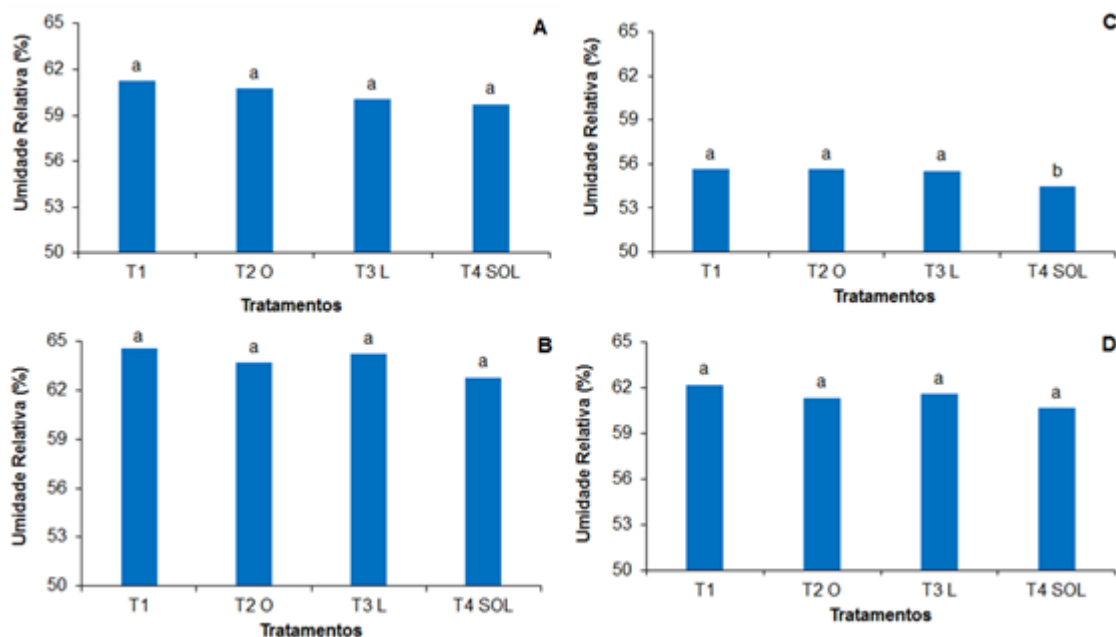 A
Umidade Relativa (%)
65
62
59
56
53
50
a
a
a
a
T1
T2 O
T3 L
T4 SOL
Tratamentos
C
Umidade Relativa (%)
65
62
59
56
53
50
a
a
a
b
T1
T2 O
T3 L
T4 SOL
Tratamentos
B
Umidade Relativa (%)
65
62
59
56
53
50
a
a
a
a
T1
T2 O
T3 L
T4 SOL
Tratamentos
D
Umidade Relativa (%)
65
62
59
56
53
50
a
a
a
a
T1
T2 O
T3 L
T4 SOL
Tratamentos